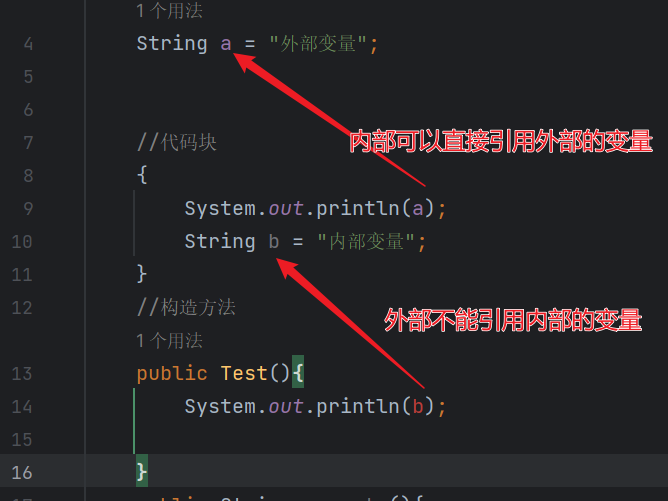 1 个用法
4 String a = "外部变量";
5
6
7 //代码块
内部可以直接引用外部的变量
8 {
9 System.out.println(a);
10 String b = "内部变量";
11 }
12 //构造方法
外部不能引用内部的变量
1 个用法
13 public Test(){
14 System.out.println(b);
15
16 }